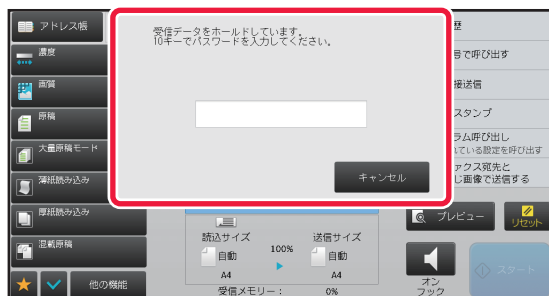 アドレス帳
濃度
画質
原稿
大量原稿モード
薄紙読み込み
厚紙読み込み
混載原稿
他の機能
受信データをホールドしています。
10キーでパスワードを入力してください。
キャンセル
歴
号で呼び出す
接送信
スタンプ
ラム呼び出し
れている設定を呼び出す
ァクス宛先と
じ画像で送信する
プレビュー
リセット
読込サイズ
100%
送信サイズ
自動
自動
A4
A4
受信メモリー:
0%
オン
フック
スタート